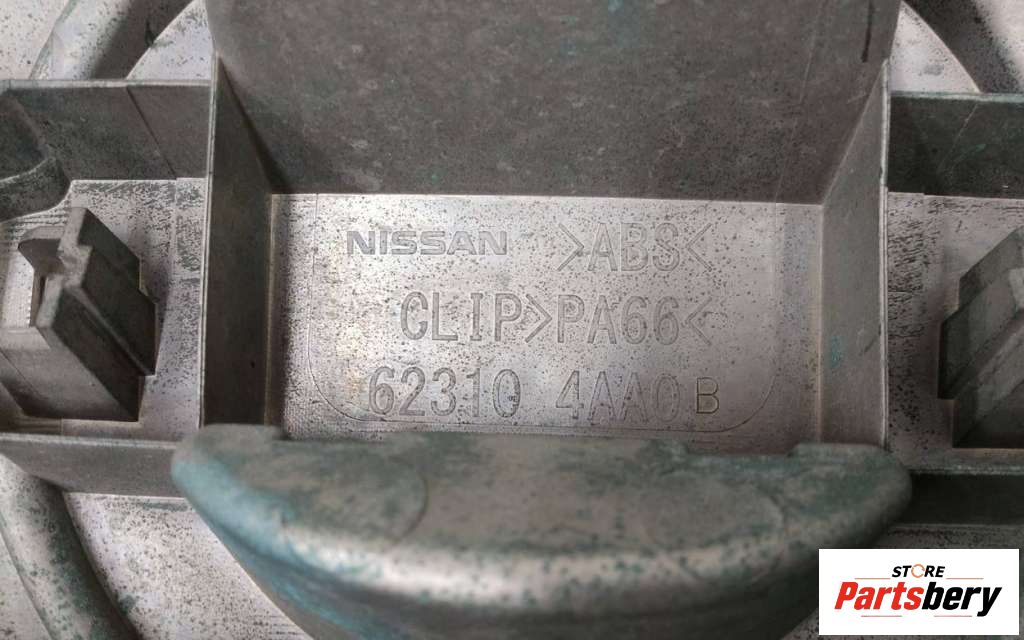 NISSAN >ABS<
CLIP>PA66<
62310 4AA0B
STORE
Partsbery